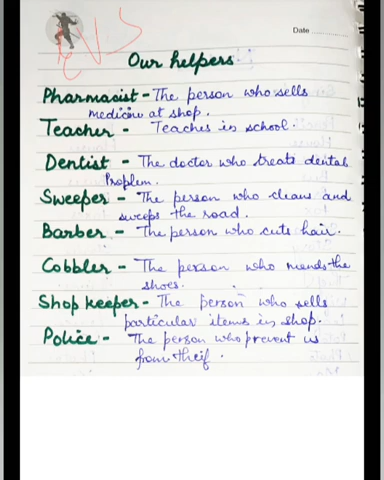 EVS
Date ................
Our helpers
Pharmacist - The person who sells
medicine at shop.
Teacher - Teaches in school.
Dentist - The doctor who treats dental
Problem.
Sweeper - The person who cleans and
sweeps the road.
Barber - The person who cuts hair.
Cobbler - The person who mends the
shoes.
Shop keeper - The person who sells
particular items in shop.
Police - The person who prevent us
from theif.